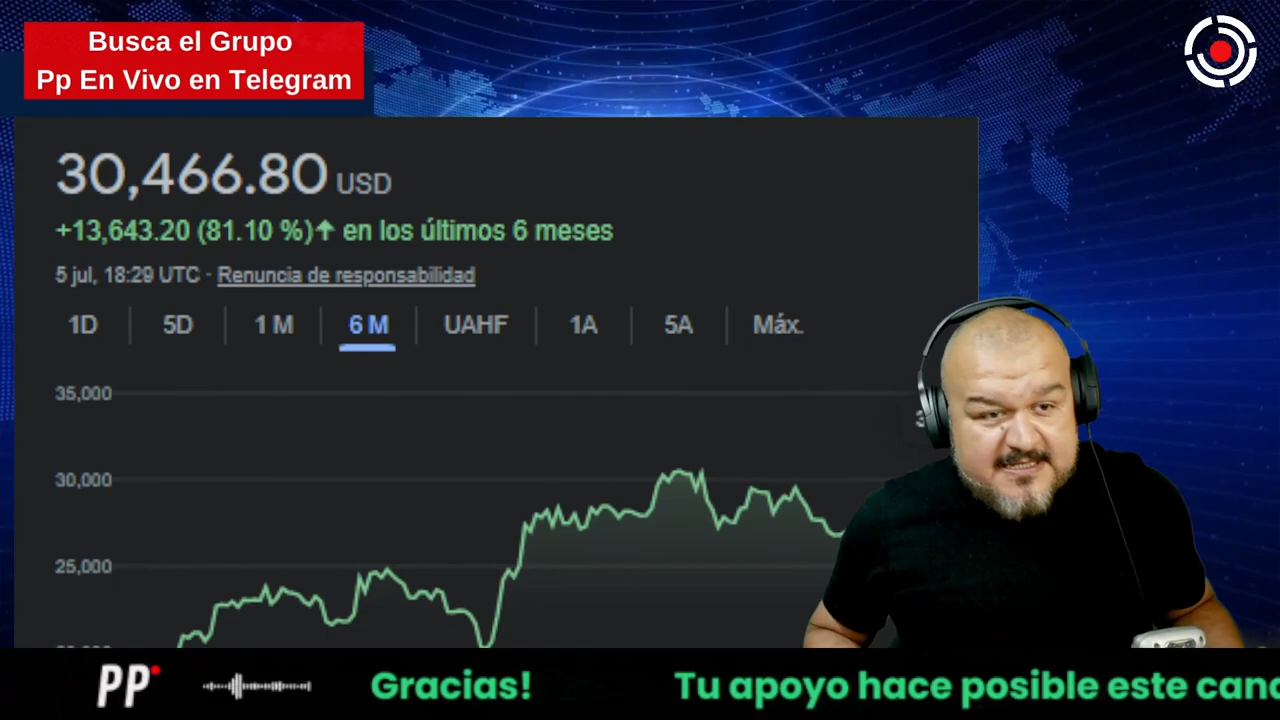 Busca el Grupo
Pp En Vivo en Telegram
30,466.80 USD
+13,643.20 (81.10 %)↑ en los últimos 6 meses
5 jul, 18:29 UTC · Renuncia de responsabilidad
1D 5D 1 M 6 M UAHF 1A 5A Máx.
35,000
30,000
25,000
PP
Gracias! Tu apoyo hace posible este